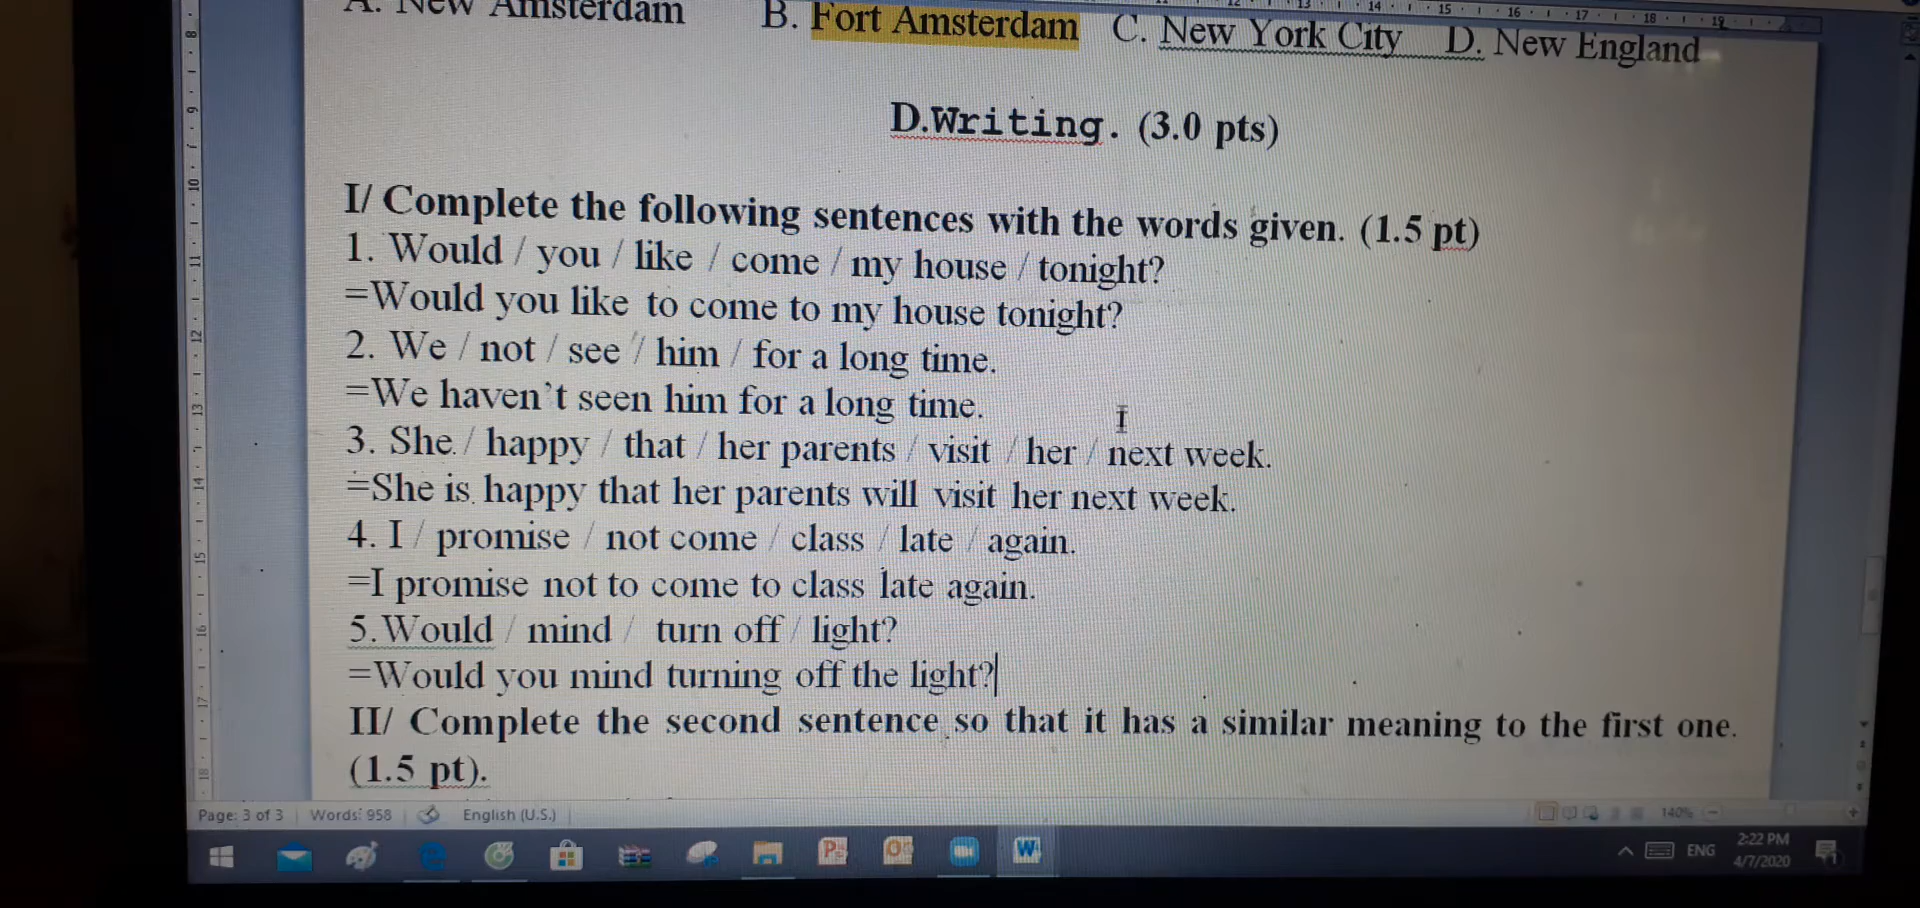 A. New Amsterdam B. Fort Amsterdam C. New York City D. New England
D.Writing. (3.0 pts)
I/ Complete the following sentences with the words given. (1.5 pt)
1. Would / you / like / come / my house / tonight?
=Would you like to come to my house tonight?
2. We / not / see / him / for a long time.
=We haven't seen him for a long time.
3. She / happy / that / her parents / visit / her / next week.
=She is happy that her parents will visit her next week.
4. I / promise / not come / class / late / again.
=I promise not to come to class late again.
5.Would / mind / turn off / light?
=Would you mind turning off the light?
II/ Complete the second sentence so that it has a similar meaning to the first one.
(1.5 pt).
Page: 3 of 3 Words: 958 English (U.S.) 140%
ENG 2:22 PM
4/7/2020